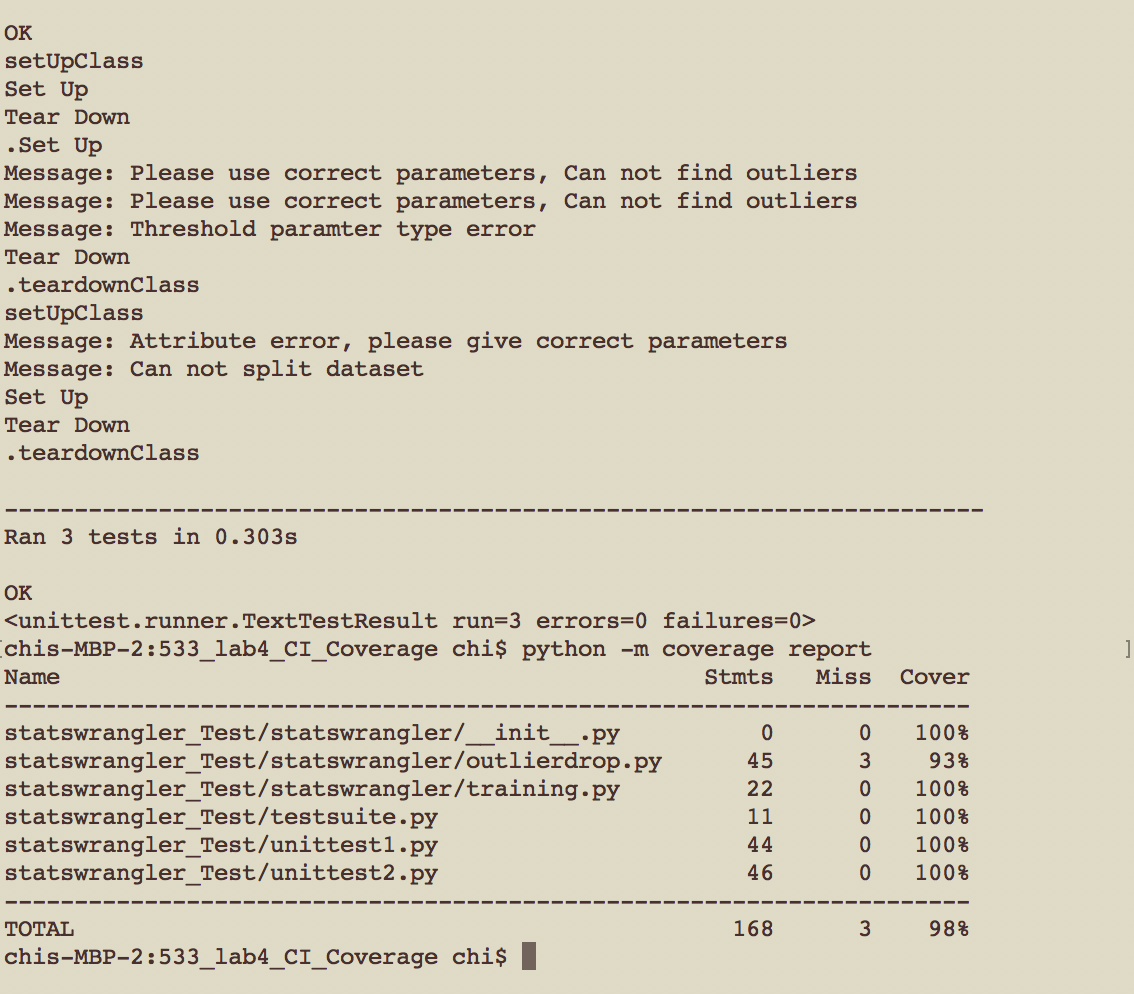 OK
setUpClass
Set Up
Tear Down
.Set Up
Message: Please use correct parameters, Can not find outliers
Message: Please use correct parameters, Can not find outliers
Message: Threshold paramter type error
Tear Down
.teardownClass
setUpClass
Message: Attribute error, please give correct parameters
Message: Can not split dataset
Set Up
Tear Down
.teardownClass
----------------------------------------------------------------------
Ran 3 tests in 0.303s
OK
<unittest.runner.TextTestResult run=3 errors=0 failures=0>
[chis-MBP-2:533_lab4_CI_Coverage chi$ python -m coverage report ]
Name Stmts Miss Cover
---------------------------------------------------------------------
statswrangler_Test/statswrangler/__init__.py 0 0 100%
statswrangler_Test/statswrangler/outlierdrop.py 45 3 93%
statswrangler_Test/statswrangler/training.py 22 0 100%
statswrangler_Test/testsuite.py 11 0 100%
statswrangler_Test/unittest1.py 44 0 100%
statswrangler_Test/unittest2.py 46 0 100%
---------------------------------------------------------------------
TOTAL 168 3 98%
chis-MBP-2:533_lab4_CI_Coverage chi$